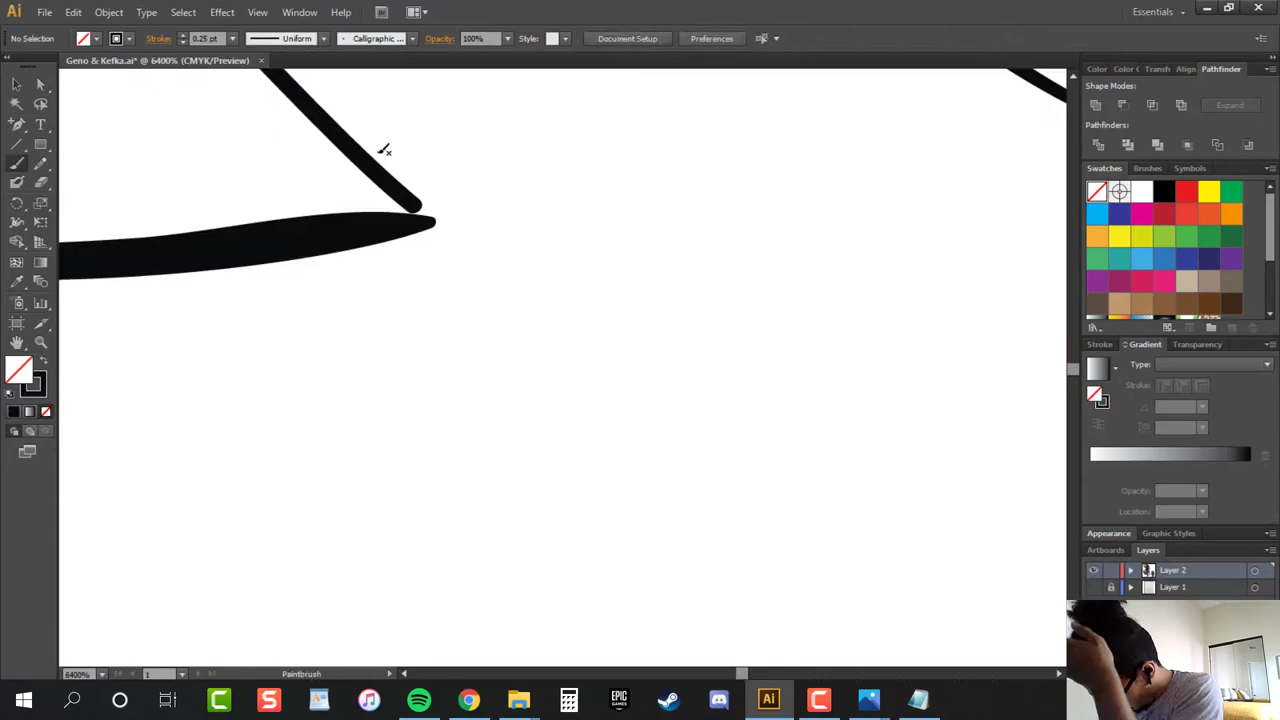 Ai File Edit Object Type Select Effect View Window Help Essentials
No Selection Stroke: 0.25 pt Uniform Calligraphic ... Opacity: 100% Style: Document Setup Preferences
Geno & Kefka.ai* @ 6400% (CMYK/Preview)
Color Color Transfr Align Pathfinder
Shape Modes:
Expand
Pathfinders:
Swatches Brushes Symbols
Stroke Gradient Transparency
Type:
Stroke:
Opacity:
Location:
Appearance Graphic Styles
Artboards Layers
Layer 2
Layer 1
6400% 1 Paintbrush
Ai